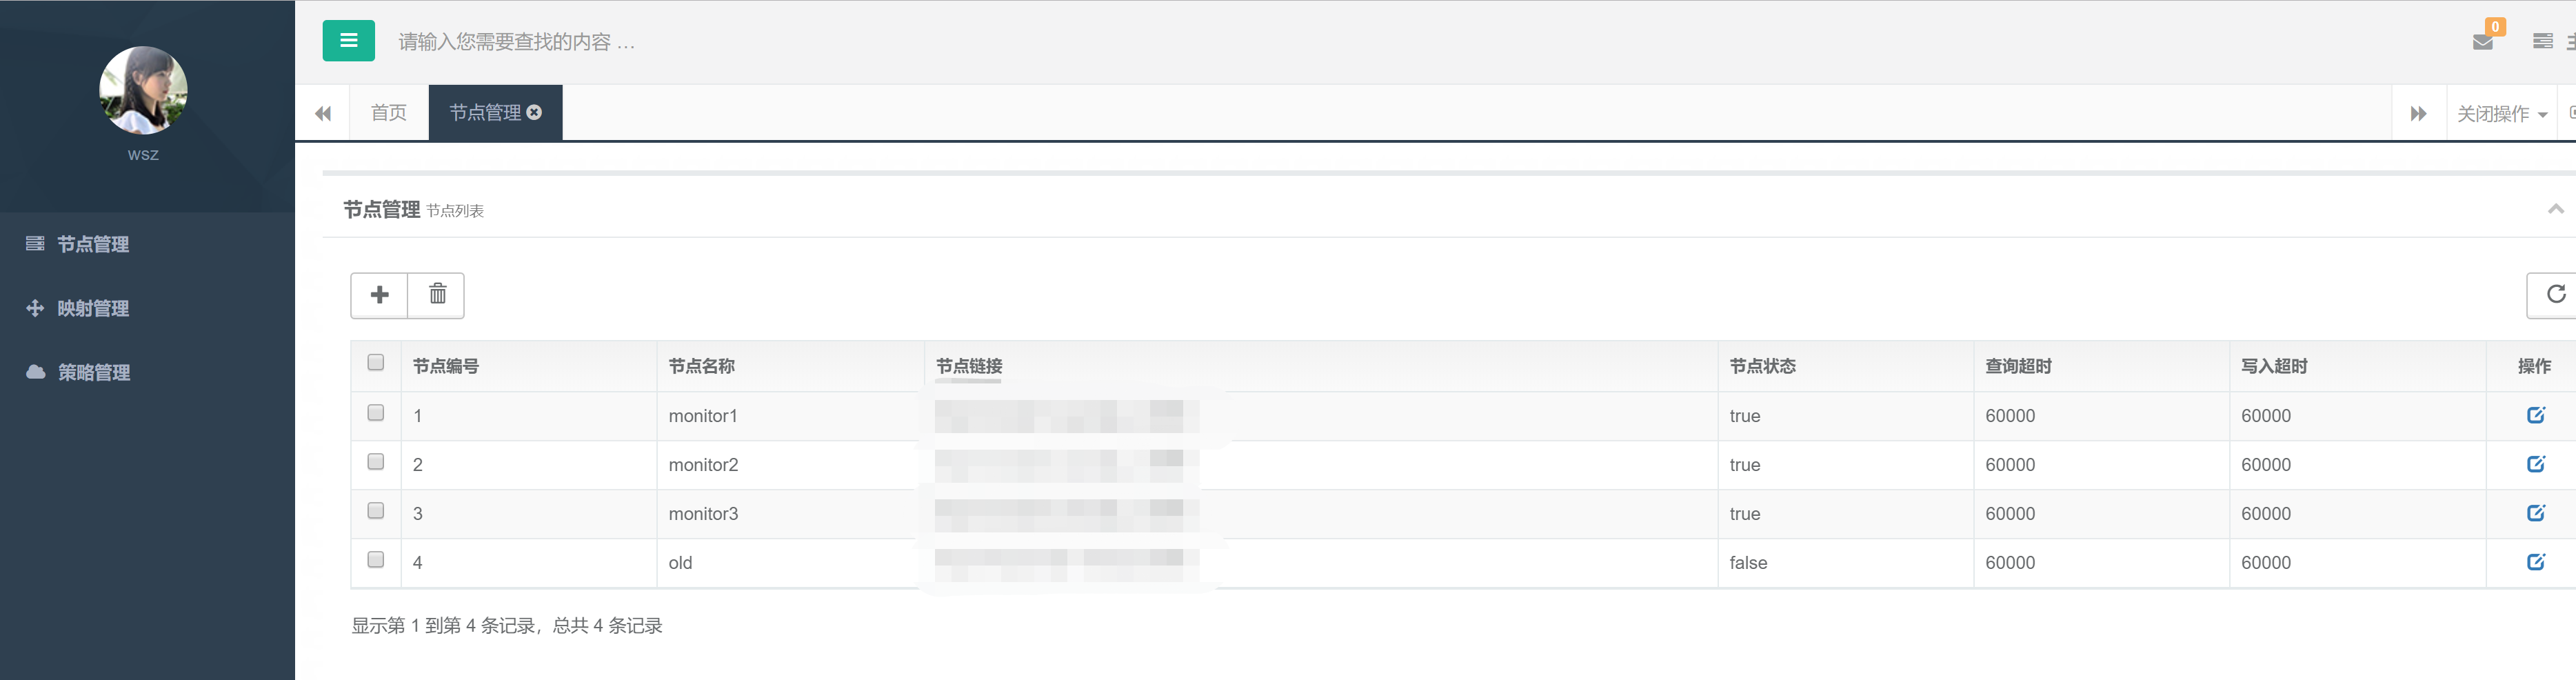 请输入您需要查找的内容 …
0
首页
节点管理
关闭操作
WSZ
节点管理 节点列表
节点管理
映射管理
策略管理
节点编号 节点名称 节点链接 节点状态 查询超时 写入超时 操作
1 monitor1 true 60000 60000
2 monitor2 true 60000 60000
3 monitor3 true 60000 60000
4 old false 60000 60000
显示第 1 到第 4 条记录，总共 4 条记录